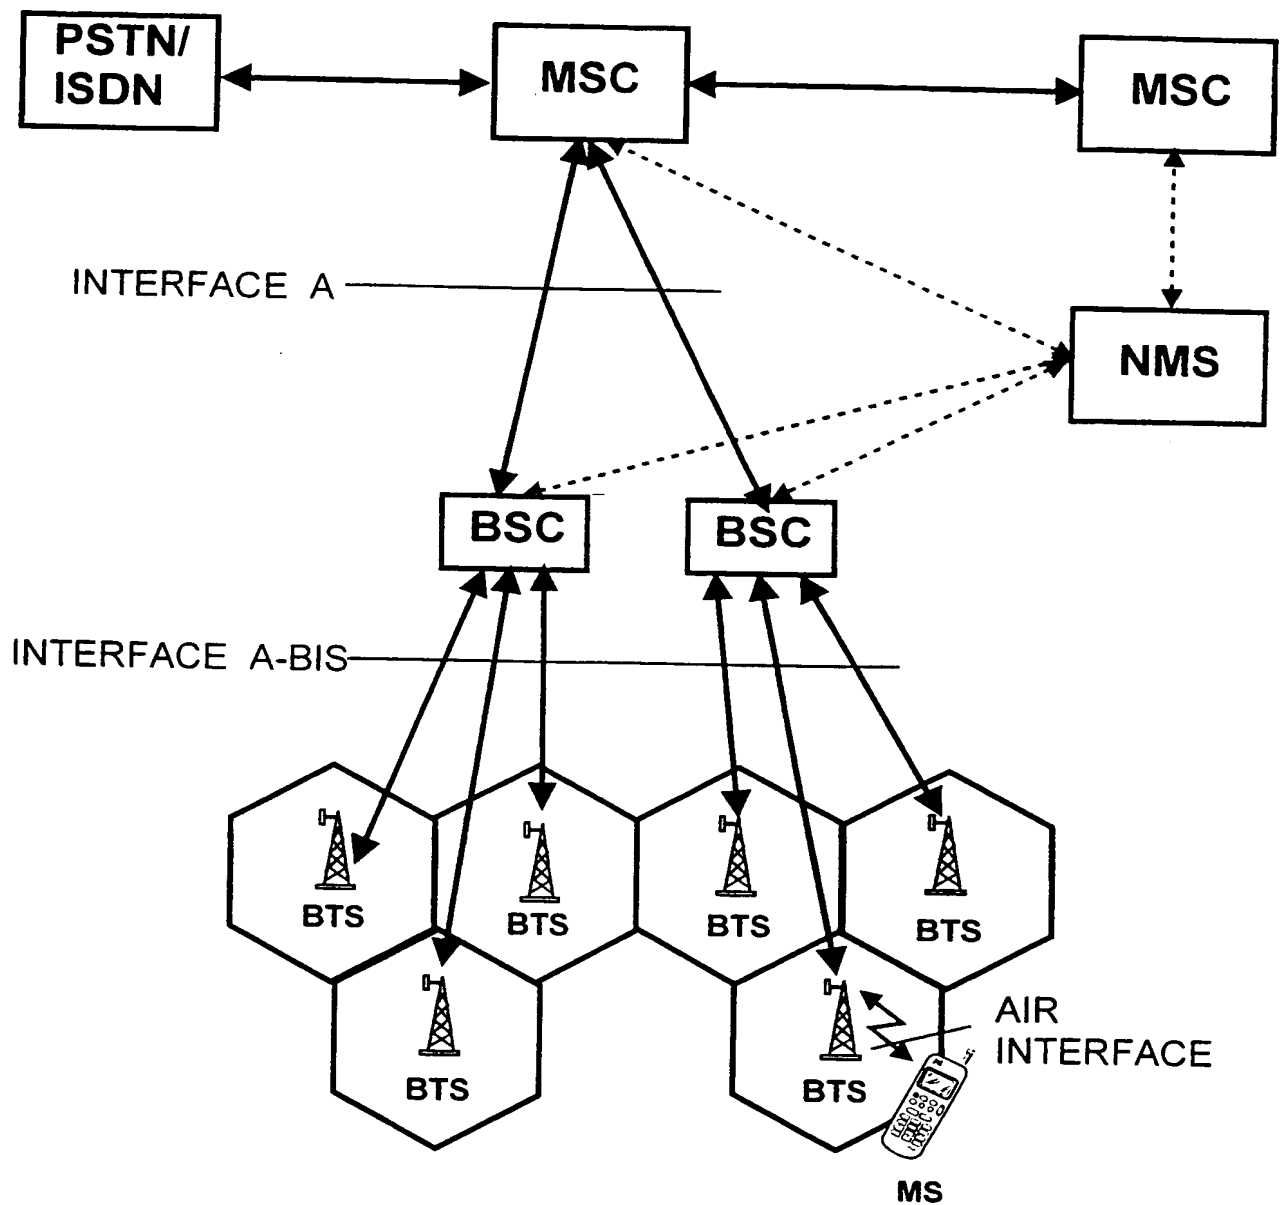 PSTN/
ISDN
MSC
MSC
INTERFACE A
NMS
BSC
BSC
INTERFACE A-BIS
BTS
BTS
BTS
BTS
AIR
INTERFACE
BTS
BTS
MS